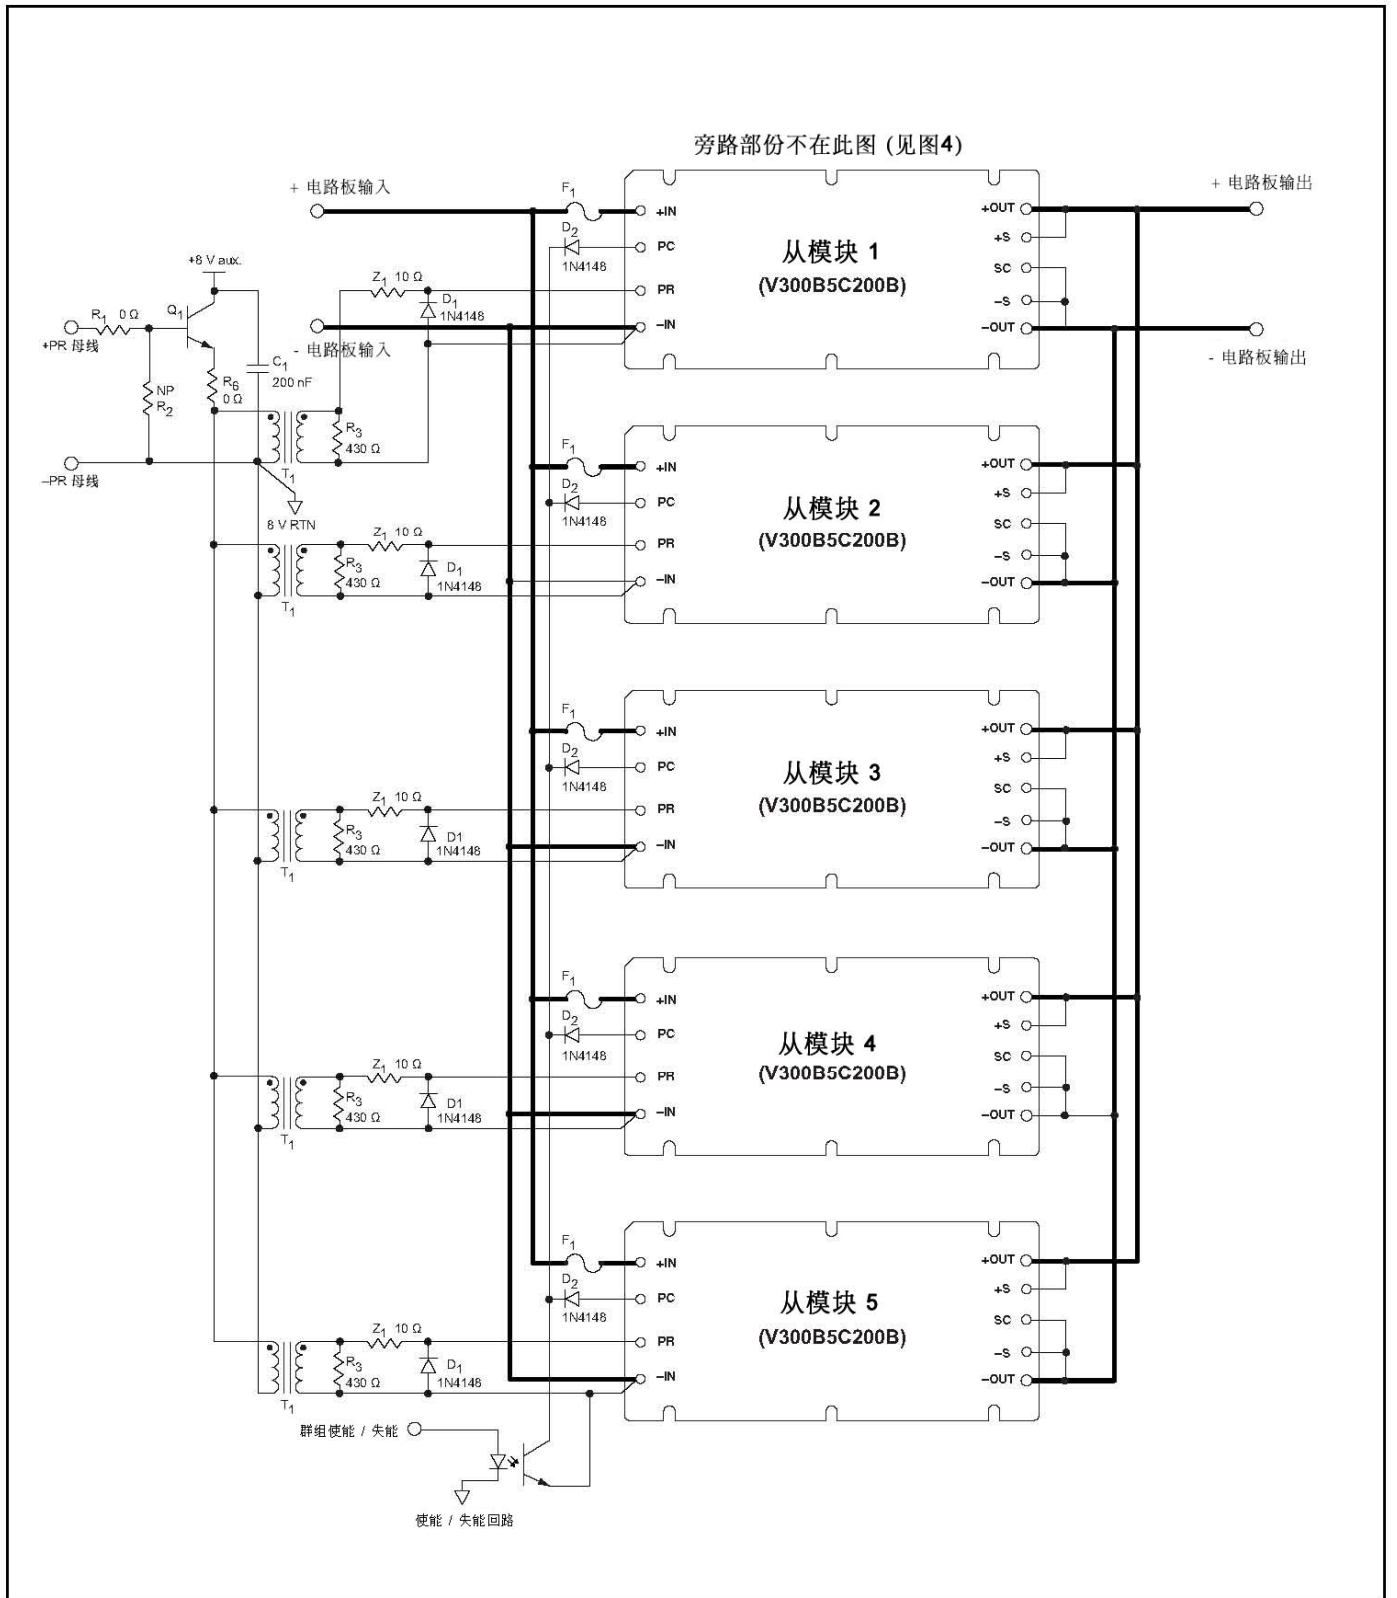 旁路部份不在此图 (见图4)
+ 电路板输入
F1
+IN
+OUT
+ 电路板输出
D2
PC
1N4148
从模块 1
(V300B5C200B)
+S
SC
+8 V aux.
Z1 10 Ω
PR
D1
1N4148
-S
Q1
R1 0 Ω
+PR 母线
-IN
-OUT
- 电路板输入
- 电路板输出
C1
200 nF
R6
0 Ω
NP
R2
R3
430 Ω
T1
–PR 母线
8 V RTN
F1
+IN
+OUT
D2
PC
1N4148
从模块 2
(V300B5C200B)
+S
SC
Z1 10 Ω
PR
-S
R3
430 Ω
D1
1N4148
-IN
-OUT
T1
F1
+IN
+OUT
D2
PC
1N4148
从模块 3
(V300B5C200B)
+S
SC
Z1 10 Ω
PR
-S
R3
430 Ω
D1
1N4148
-IN
-OUT
T1
F1
+IN
+OUT
D2
PC
1N4148
从模块 4
(V300B5C200B)
+S
SC
Z1 10 Ω
PR
-S
R3
430 Ω
D1
1N4148
-IN
-OUT
T1
F1
+IN
+OUT
D2
PC
1N4148
从模块 5
(V300B5C200B)
+S
SC
Z1 10 Ω
PR
-S
R3
430 Ω
D1
1N4148
-IN
-OUT
T1
群组使能 / 失能
使能 / 失能回路